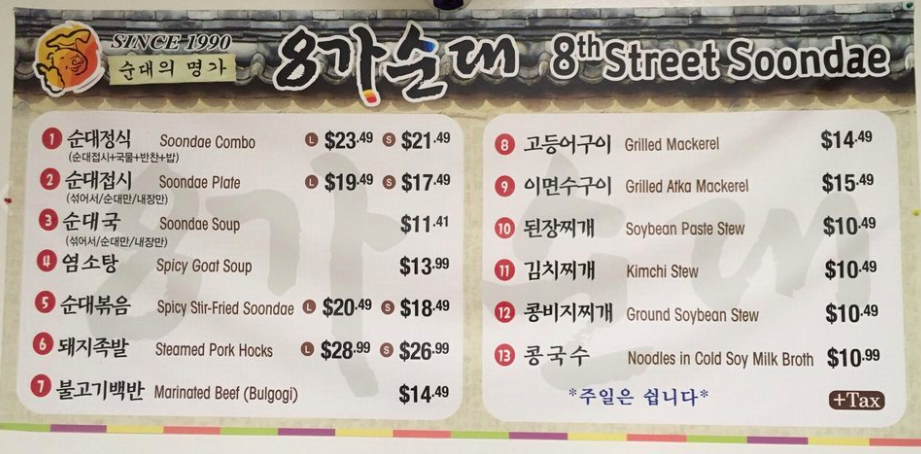 SINCE 1990
순대의 명가
8가순대 8th Street Soondae
1 순대정식 Soondae Combo L $23.49 S $21.49
(순대접시+국물+반찬+밥)
2 순대접시 Soondae Plate L $19.49 S $17.49
(섞어서/순대만/내장만)
3 순대국 Soondae Soup $11.41
(섞어서/순대만/내장만)
4 염소탕 Spicy Goat Soup $13.99
5 순대볶음 Spicy Stir-Fried Soondae L $20.49 S $18.49
6 돼지족발 Steamed Pork Hocks L $28.99 S $26.99
7 불고기백반 Marinated Beef (Bulgogi) $14.49
8 고등어구이 Grilled Mackerel $14.49
9 이면수구이 Grilled Atka Mackerel $15.49
10 된장찌개 Soybean Paste Stew $10.49
11 김치찌개 Kimchi Stew $10.49
12 콩비지찌개 Ground Soybean Stew $10.49
13 콩국수 Noodles in Cold Soy Milk Broth $10.99
*주일은 쉽니다* +Tax